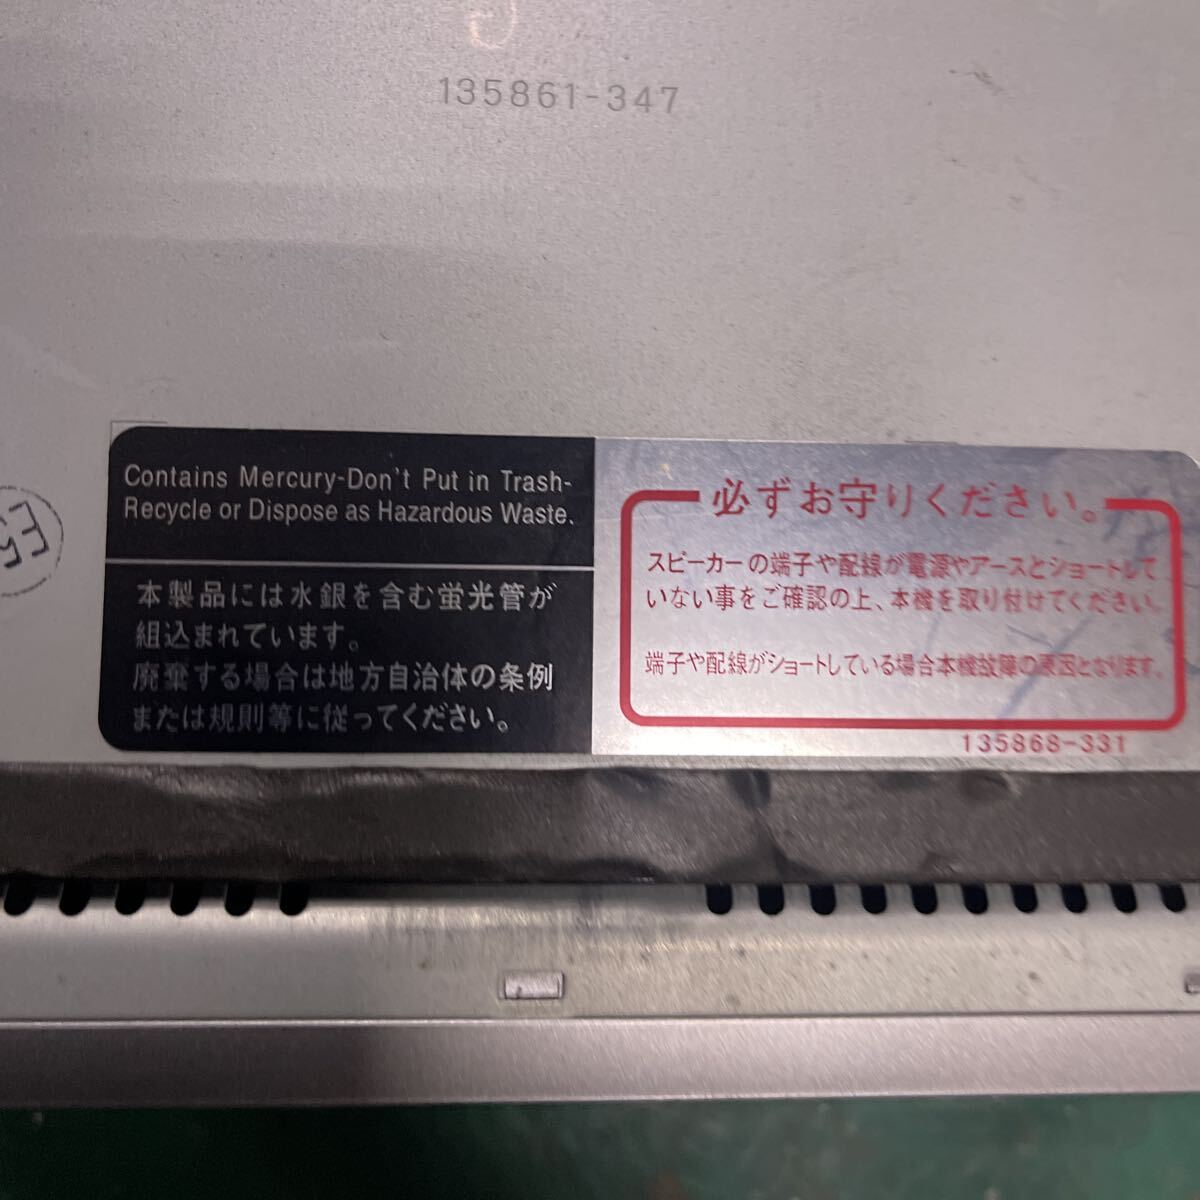 135861-347
Contains Mercury-Don't Put in Trash-
Recycle or Dispose as Hazardous Waste.
本製品には水銀を含む蛍光管が
組込まれています。
廃棄する場合は地方自治体の条例
または規則等に従ってください。
必ずお守りください。
スピーカーの端子や配線が電源やアースとショートして
いない事をご確認の上、本機を取り付けてください。
端子や配線がショートしている場合本機故障の原因となります。
135868-331